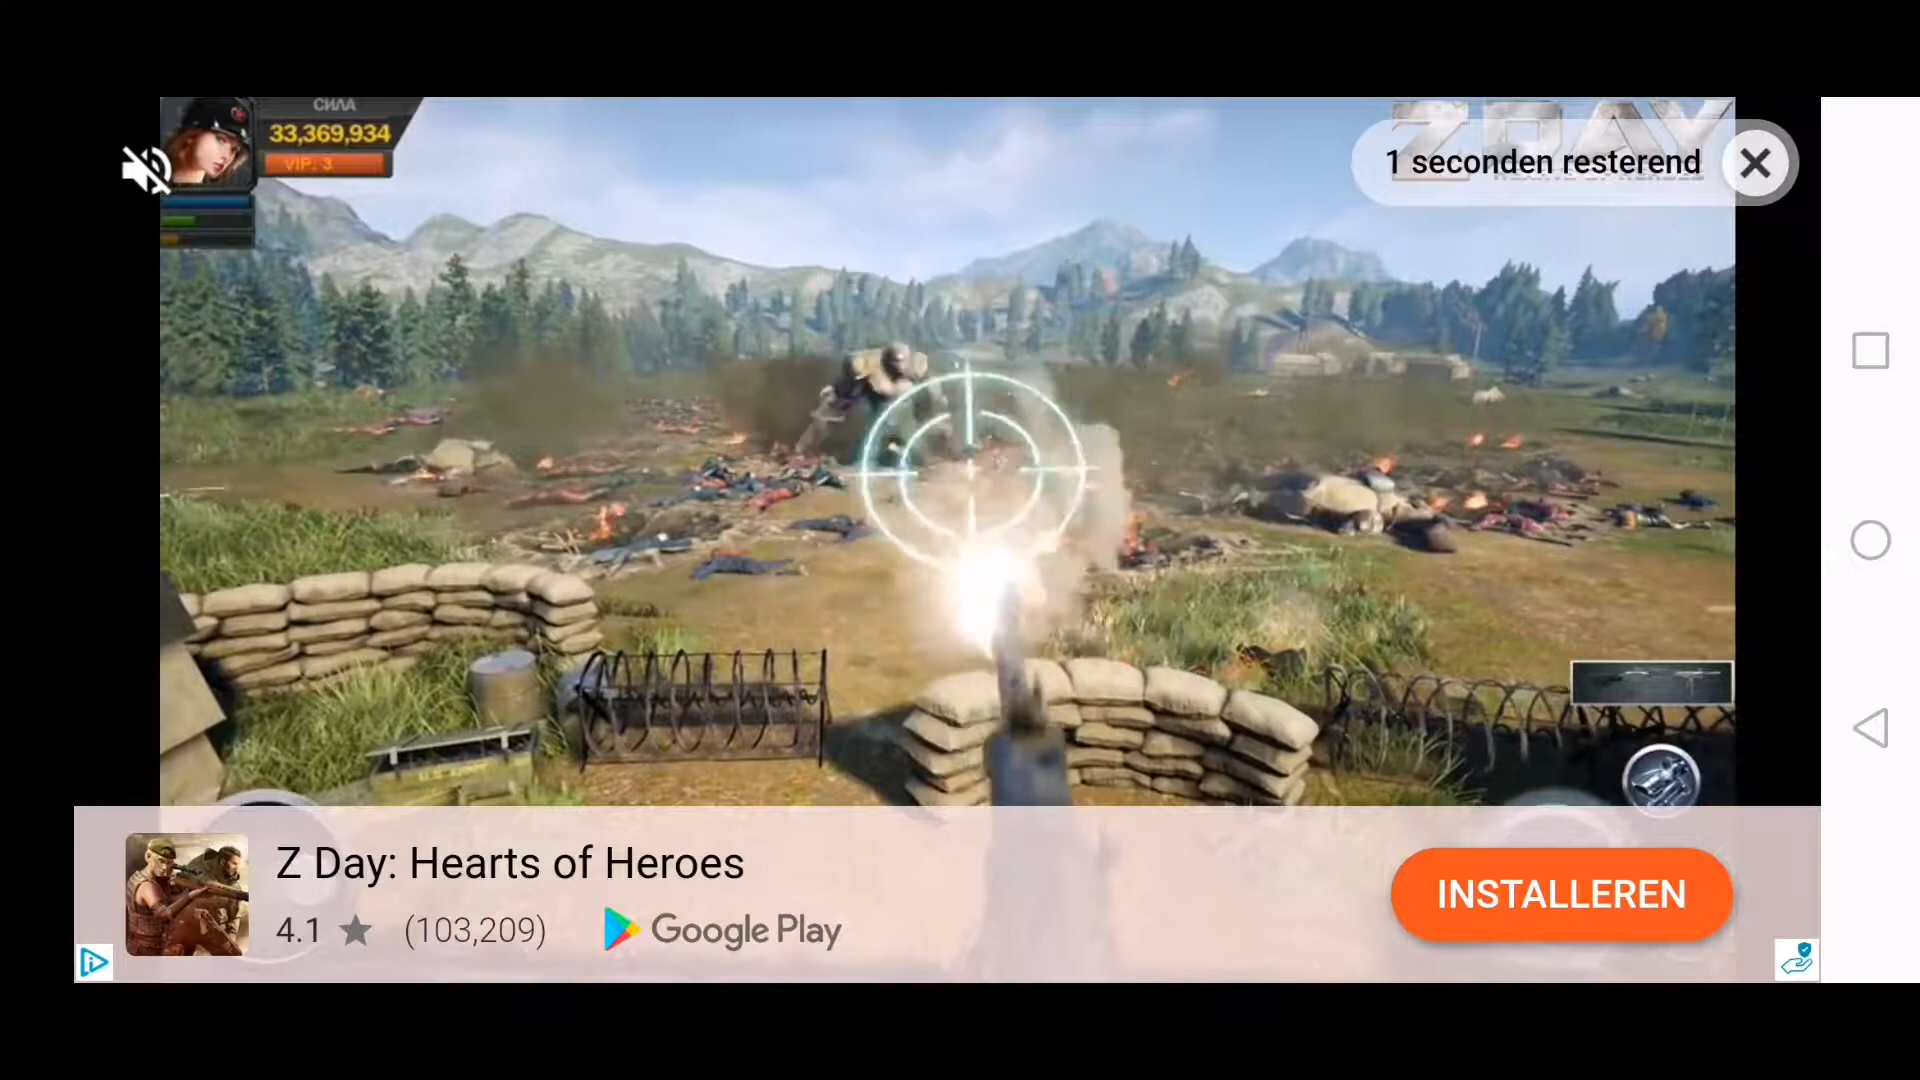 СИЛА
33,369,934
VIP: 3
Z DAY
1 seconden resterend
Z Day: Hearts of Heroes
4.1 ★ (103,209) Google Play
INSTALLEREN